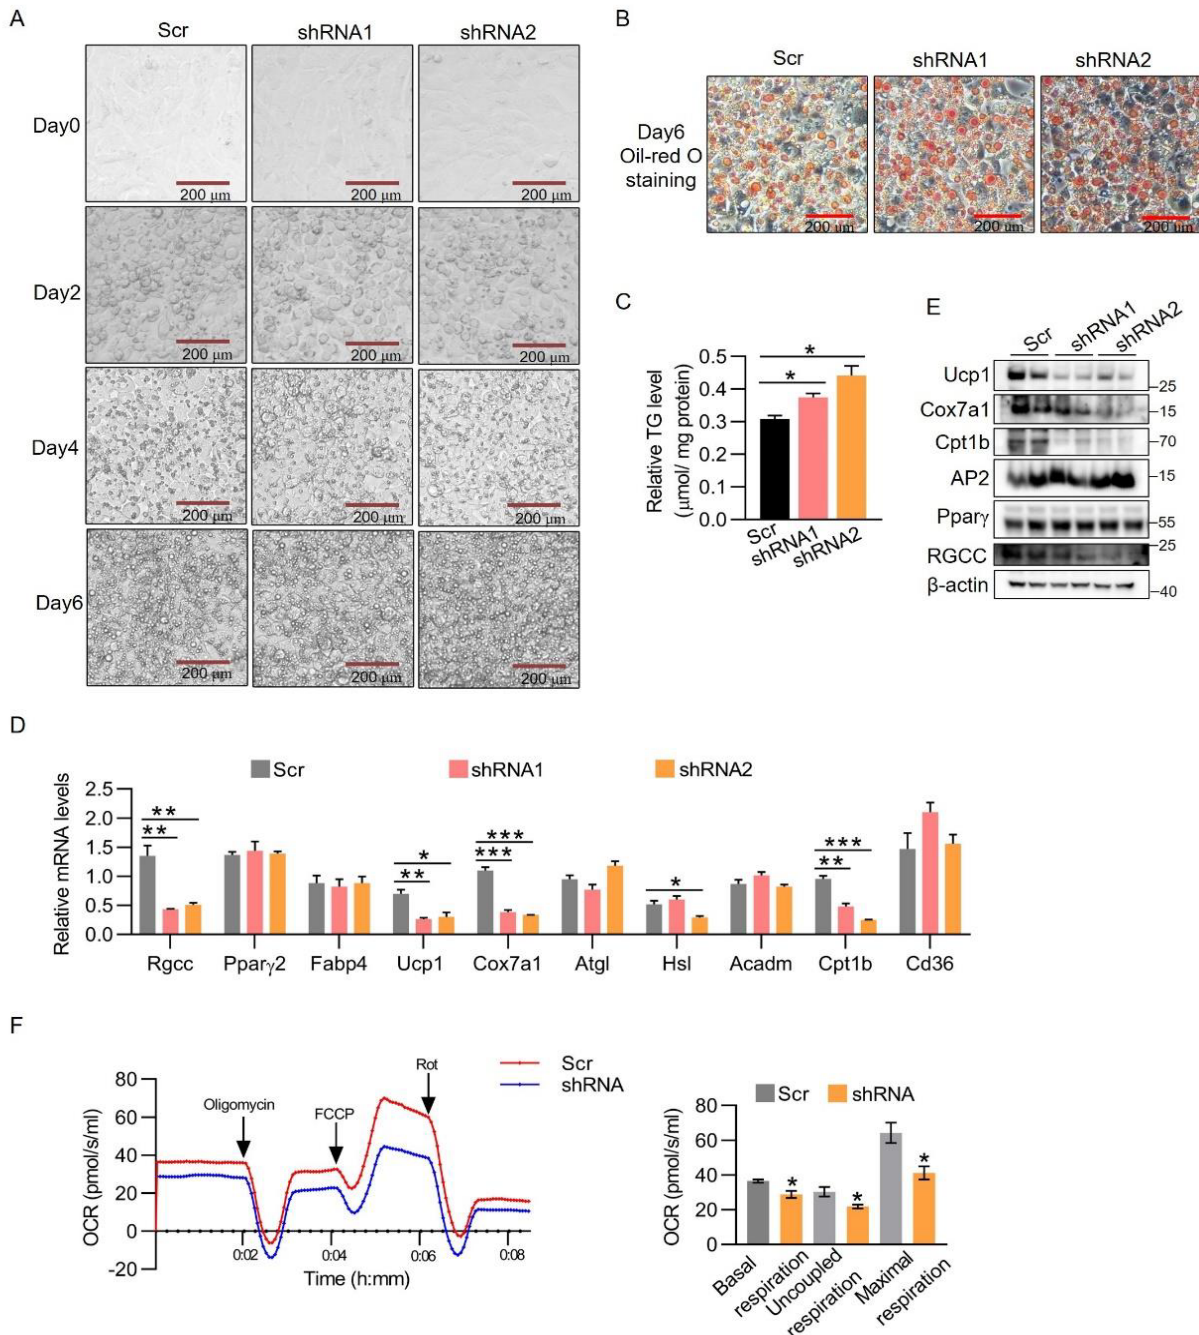 A
Scr
shRNA1
shRNA2
Day0
200 μm
200 μm
200 μm
Day2
200 μm
200 μm
200 μm
Day4
200 μm
200 μm
200 μm
Day6
200 μm
200 μm
200 μm
B
Scr
shRNA1
shRNA2
Day6
Oil-red O
staining
200 μm
200 μm
200 μm
C
Relative TG level
(μmol/ mg protein)
0.5
0.4
0.3
0.2
0.1
0.0
*
*
Scr
shRNA1
shRNA2
E
Scr
shRNA1
shRNA2
Ucp1
25
Cox7a1
15
Cpt1b
70
AP2
15
Pparγ
55
RGCC
25
β-actin
40
D
Scr
shRNA1
shRNA2
Relative mRNA levels
2.5
2.0
1.5
1.0
0.5
0.0
**
**
*
**
***
***
*
***
**
Rgcc
Pparγ2
Fabp4
Ucp1
Cox7a1
Atgl
Hsl
Acadm
Cpt1b
Cd36
F
Scr
shRNA
OCR (pmol/s/ml)
80
60
40
20
0
-20
Oligomycin
FCCP
Rot
0:02
0:04
0:06
0:08
Time (h:mm)
Scr
shRNA
OCR (pmol/s/ml)
80
60
40
20
0
*
*
*
Basal
respiration
Uncoupled
respiration
Maximal
respiration